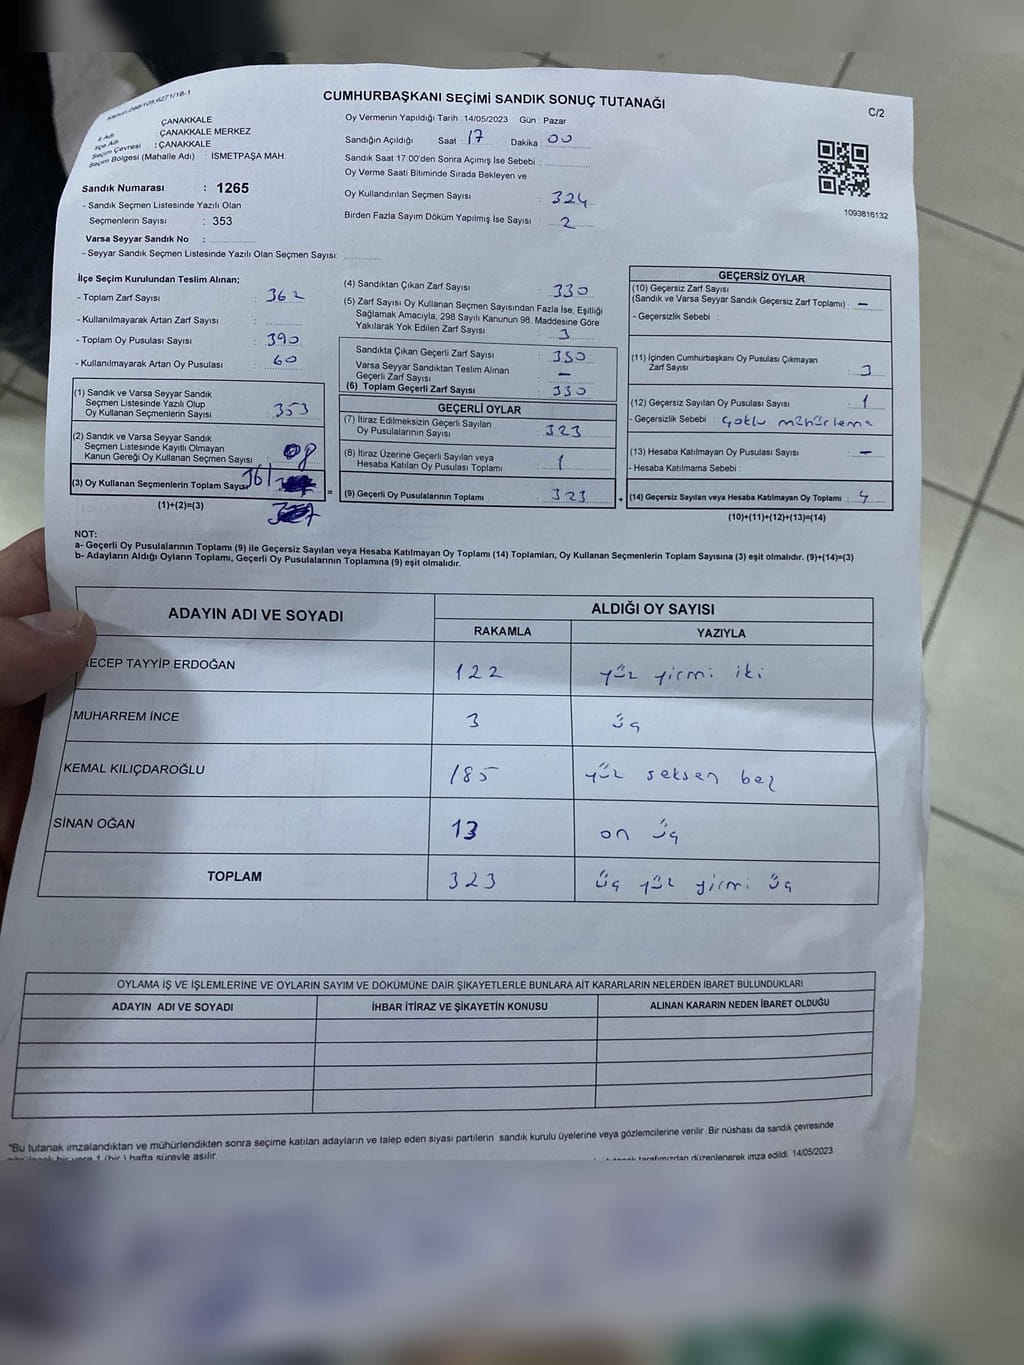 Kanun:298/105;6271/18-1
CUMHURBAŞKANI SEÇİMİ SANDIK SONUÇ TUTANAĞI
C/2
İl Adı : ÇANAKKALE
İlçe Adı : ÇANAKKALE MERKEZ
Seçim Çevresi : ÇANAKKALE
Seçim Bölgesi (Mahalle Adı) : İSMETPAŞA MAH.
Sandık Numarası : 1265
- Sandık Seçmen Listesinde Yazılı Olan
Seçmenlerin Sayısı : 353
Varsa Seyyar Sandık No :
- Seyyar Sandık Seçmen Listesinde Yazılı Olan Seçmen Sayısı:
Oy Vermenin Yapıldığı Tarih : 14/05/2023 Gün : Pazar
Sandığın Açıldığı Saat : 17 Dakika : 00
Sandık Saat 17:00'den Sonra Açımış İse Sebebi :
Oy Verme Saati Bitiminde Sırada Bekleyen ve
Oy Kullandırılan Seçmen Sayısı : 324
Birden Fazla Sayım Döküm Yapılmış İse Sayısı : 2
1093816132
İlçe Seçim Kurulundan Teslim Alınan;
- Toplam Zarf Sayısı : 362
- Kullanılmayarak Artan Zarf Sayısı :
- Toplam Oy Pusulası Sayısı : 390
- Kullanılmayarak Artan Oy Pusulası : 60
(1) Sandık ve Varsa Seyyar Sandık
Seçmen Listesinde Yazılı Olup
Oy Kullanan Seçmenlerin Sayısı : 353
(2) Sandık ve Varsa Seyyar Sandık
Seçmen Listesinde Kayıtlı Olmayan
Kanun Gereği Oy Kullanan Seçmen Sayısı : 08
(3) Oy Kullanan Seçmenlerin Toplam Sayısı 361
(1)+(2)=(3)
(4) Sandıktan Çıkan Zarf Sayısı : 330
(5) Zarf Sayısı Oy Kullanan Seçmen Sayısından Fazla İse, Eşitliği
Sağlamak Amacıyla, 298 Sayılı Kanunun 98. Maddesine Göre
Yakılarak Yok Edilen Zarf Sayısı : 3
Sandıkta Çıkan Geçerli Zarf Sayısı : 330
Varsa Seyyar Sandıktan Teslim Alınan
Geçerli Zarf Sayısı : –
(6) Toplam Geçerli Zarf Sayısı : 330
GEÇERLİ OYLAR
(7) İtiraz Edilmeksizin Geçerli Sayılan
Oy Pusulalarının Sayısı : 323
(8) İtiraz Üzerine Geçerli Sayılan veya
Hesaba Katılan Oy Pusulası Toplamı : 1
= (9) Geçerli Oy Pusulalarının Toplamı : 323 +
GEÇERSİZ OYLAR
(10) Geçersiz Zarf Sayısı
(Sandık ve Varsa Seyyar Sandık Geçersiz Zarf Toplamı) : –
- Geçersizlik Sebebi :
(11) İçinden Cumhurbaşkanı Oy Pusulası Çıkmayan
Zarf Sayısı : 3
(12) Geçersiz Sayılan Oy Pusulası Sayısı : 1
- Geçersizlik Sebebi : çoklu mühürleme
(13) Hesaba Katılmayan Oy Pusulası Sayısı : –
- Hesaba Katılmama Sebebi :
(14) Geçersiz Sayılan veya Hesaba Katılmayan Oy Toplamı : 4
(10)+(11)+(12)+(13)=(14)
NOT:
a- Geçerli Oy Pusulalarının Toplamı (9) ile Geçersiz Sayılan veya Hesaba Katılmayan Oy Toplamı (14) Toplamları, Oy Kullanan Seçmenlerin Toplam Sayısına (3) eşit olmalıdır. (9)+(14)=(3)
b- Adayların Aldığı Oyların Toplamı, Geçerli Oy Pusulalarının Toplamına (9) eşit olmalıdır.
ADAYIN ADI VE SOYADI ALDIĞI OY SAYISI
RAKAMLA YAZIYLA
RECEP TAYYİP ERDOĞAN 122 yüz yirmi iki
MUHARREM İNCE 3 üç
KEMAL KILIÇDAROĞLU 185 yüz seksen beş
SİNAN OĞAN 13 on üç
TOPLAM 323 üç yüz yirmi üç
OYLAMA İŞ VE İŞLEMLERİNE VE OYLARIN SAYIM VE DÖKÜMÜNE DAİR ŞİKAYETLERLE BUNLARA AİT KARARLARIN NELERDEN İBARET BULUNDUKLARI
ADAYIN ADI VE SOYADI İHBAR İTİRAZ VE ŞİKAYETİN KONUSU ALINAN KARARIN NEDEN İBARET OLDUĞU
*Bu tutanak imzalandıktan ve mühürlendikten sonra seçime katılan adayların ve talep eden siyasi partilerin sandık kurulu üyelerine veya gözlemcilerine verilir. Bir nüshası da sandık çevresinde
bir yere 1 (bir ) hafta süreyle asılır.
tarafımızdan düzenlenerek imza edildi. 14/05/2023